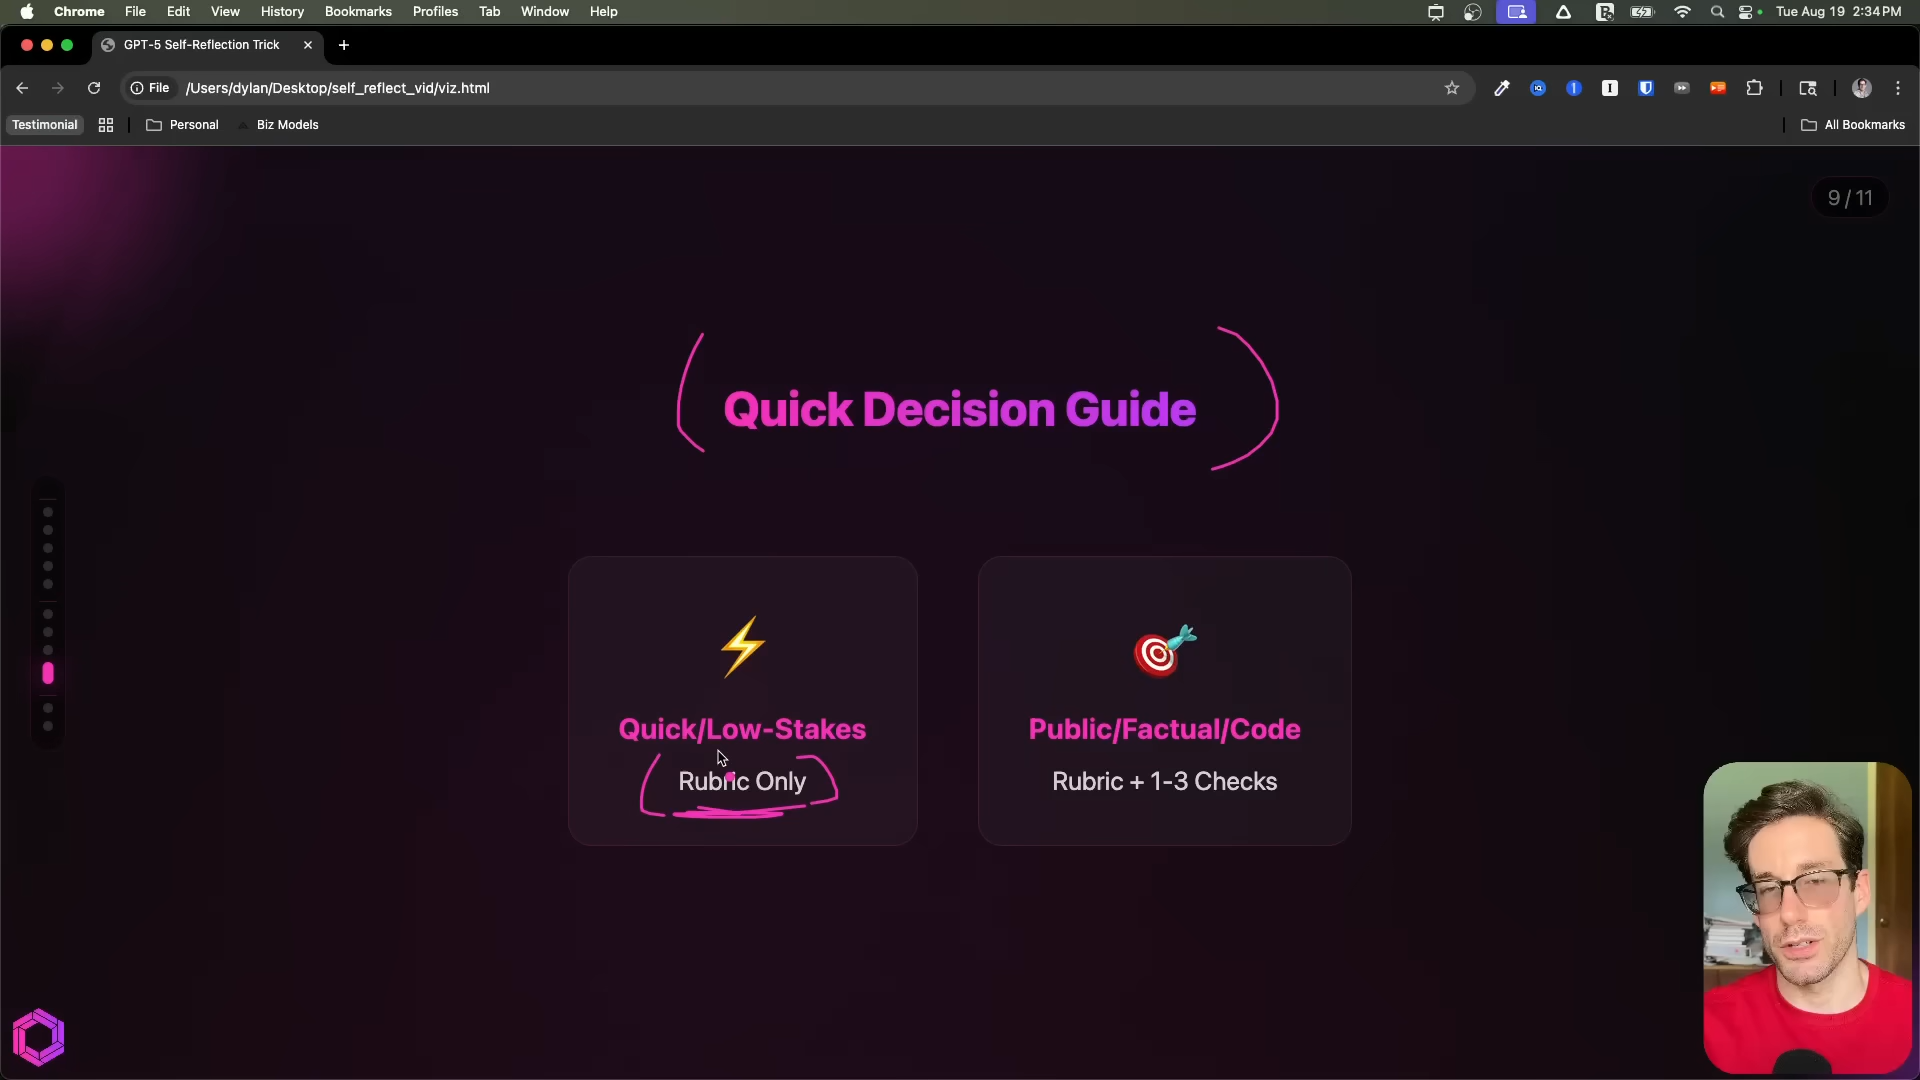 Chrome File Edit View History Bookmarks Profiles Tab Window Help Tue Aug 19 2:34 PM
GPT-5 Self-Reflection Trick
File /Users/dylan/Desktop/self_reflect_vid/viz.html
Testimonial Personal Biz Models All Bookmarks
9 / 11
Quick Decision Guide
Quick/Low-Stakes
Rubric Only
Public/Factual/Code
Rubric + 1-3 Checks